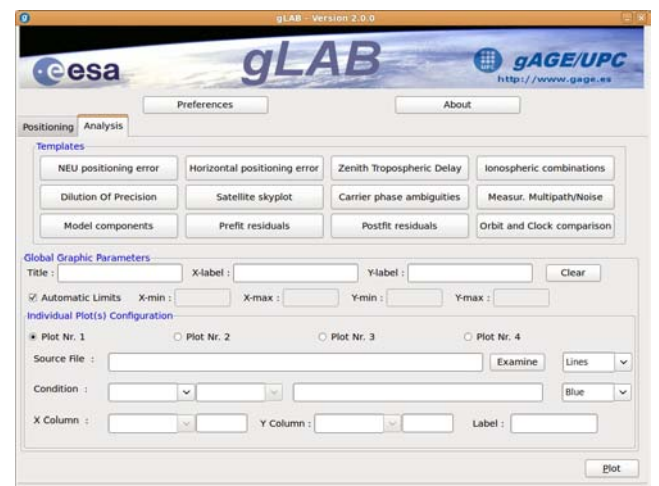 gLAB - Version 2.0.0
esa
gLAB
gAGE/UPC
http://www.gage.es
Preferences
About
Positioning
Analysis
Templates
NEU positioning error
Horizontal positioning error
Zenith Tropospheric Delay
Ionospheric combinations
Dilution Of Precision
Satellite skyplot
Carrier phase ambiguities
Measur. Multipath/Noise
Model components
Prefit residuals
Postfit residuals
Orbit and Clock comparison
Global Graphic Parameters
Title :
X-label :
Y-label :
Clear
Automatic Limits
X-min :
X-max :
Y-min :
Y-max :
Individual Plot(s) Configuration
Plot Nr. 1
Plot Nr. 2
Plot Nr. 3
Plot Nr. 4
Source File :
Examine
Lines
Condition :
Blue
X Column :
Y Column :
Label :
Plot